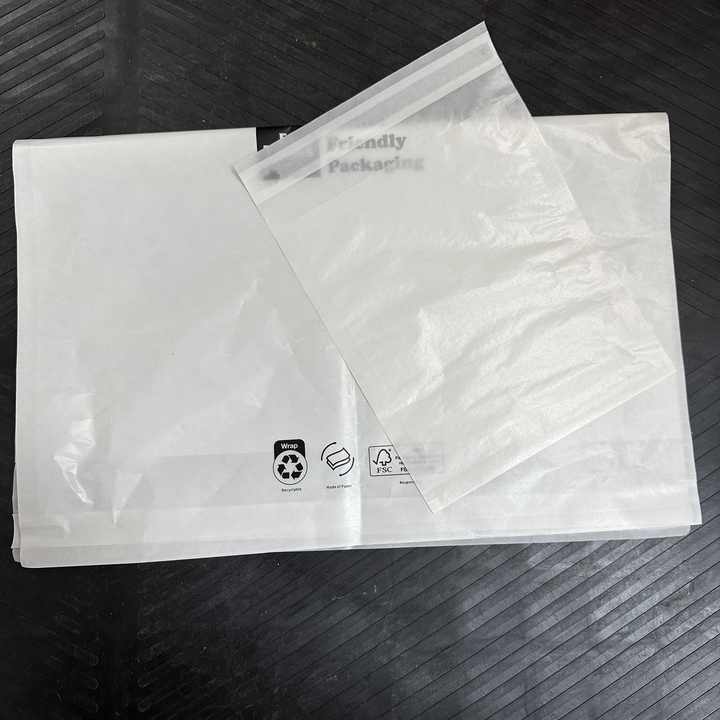 Friendly
Packaging
Wrap
Recyclable
Made of Paper
FSC